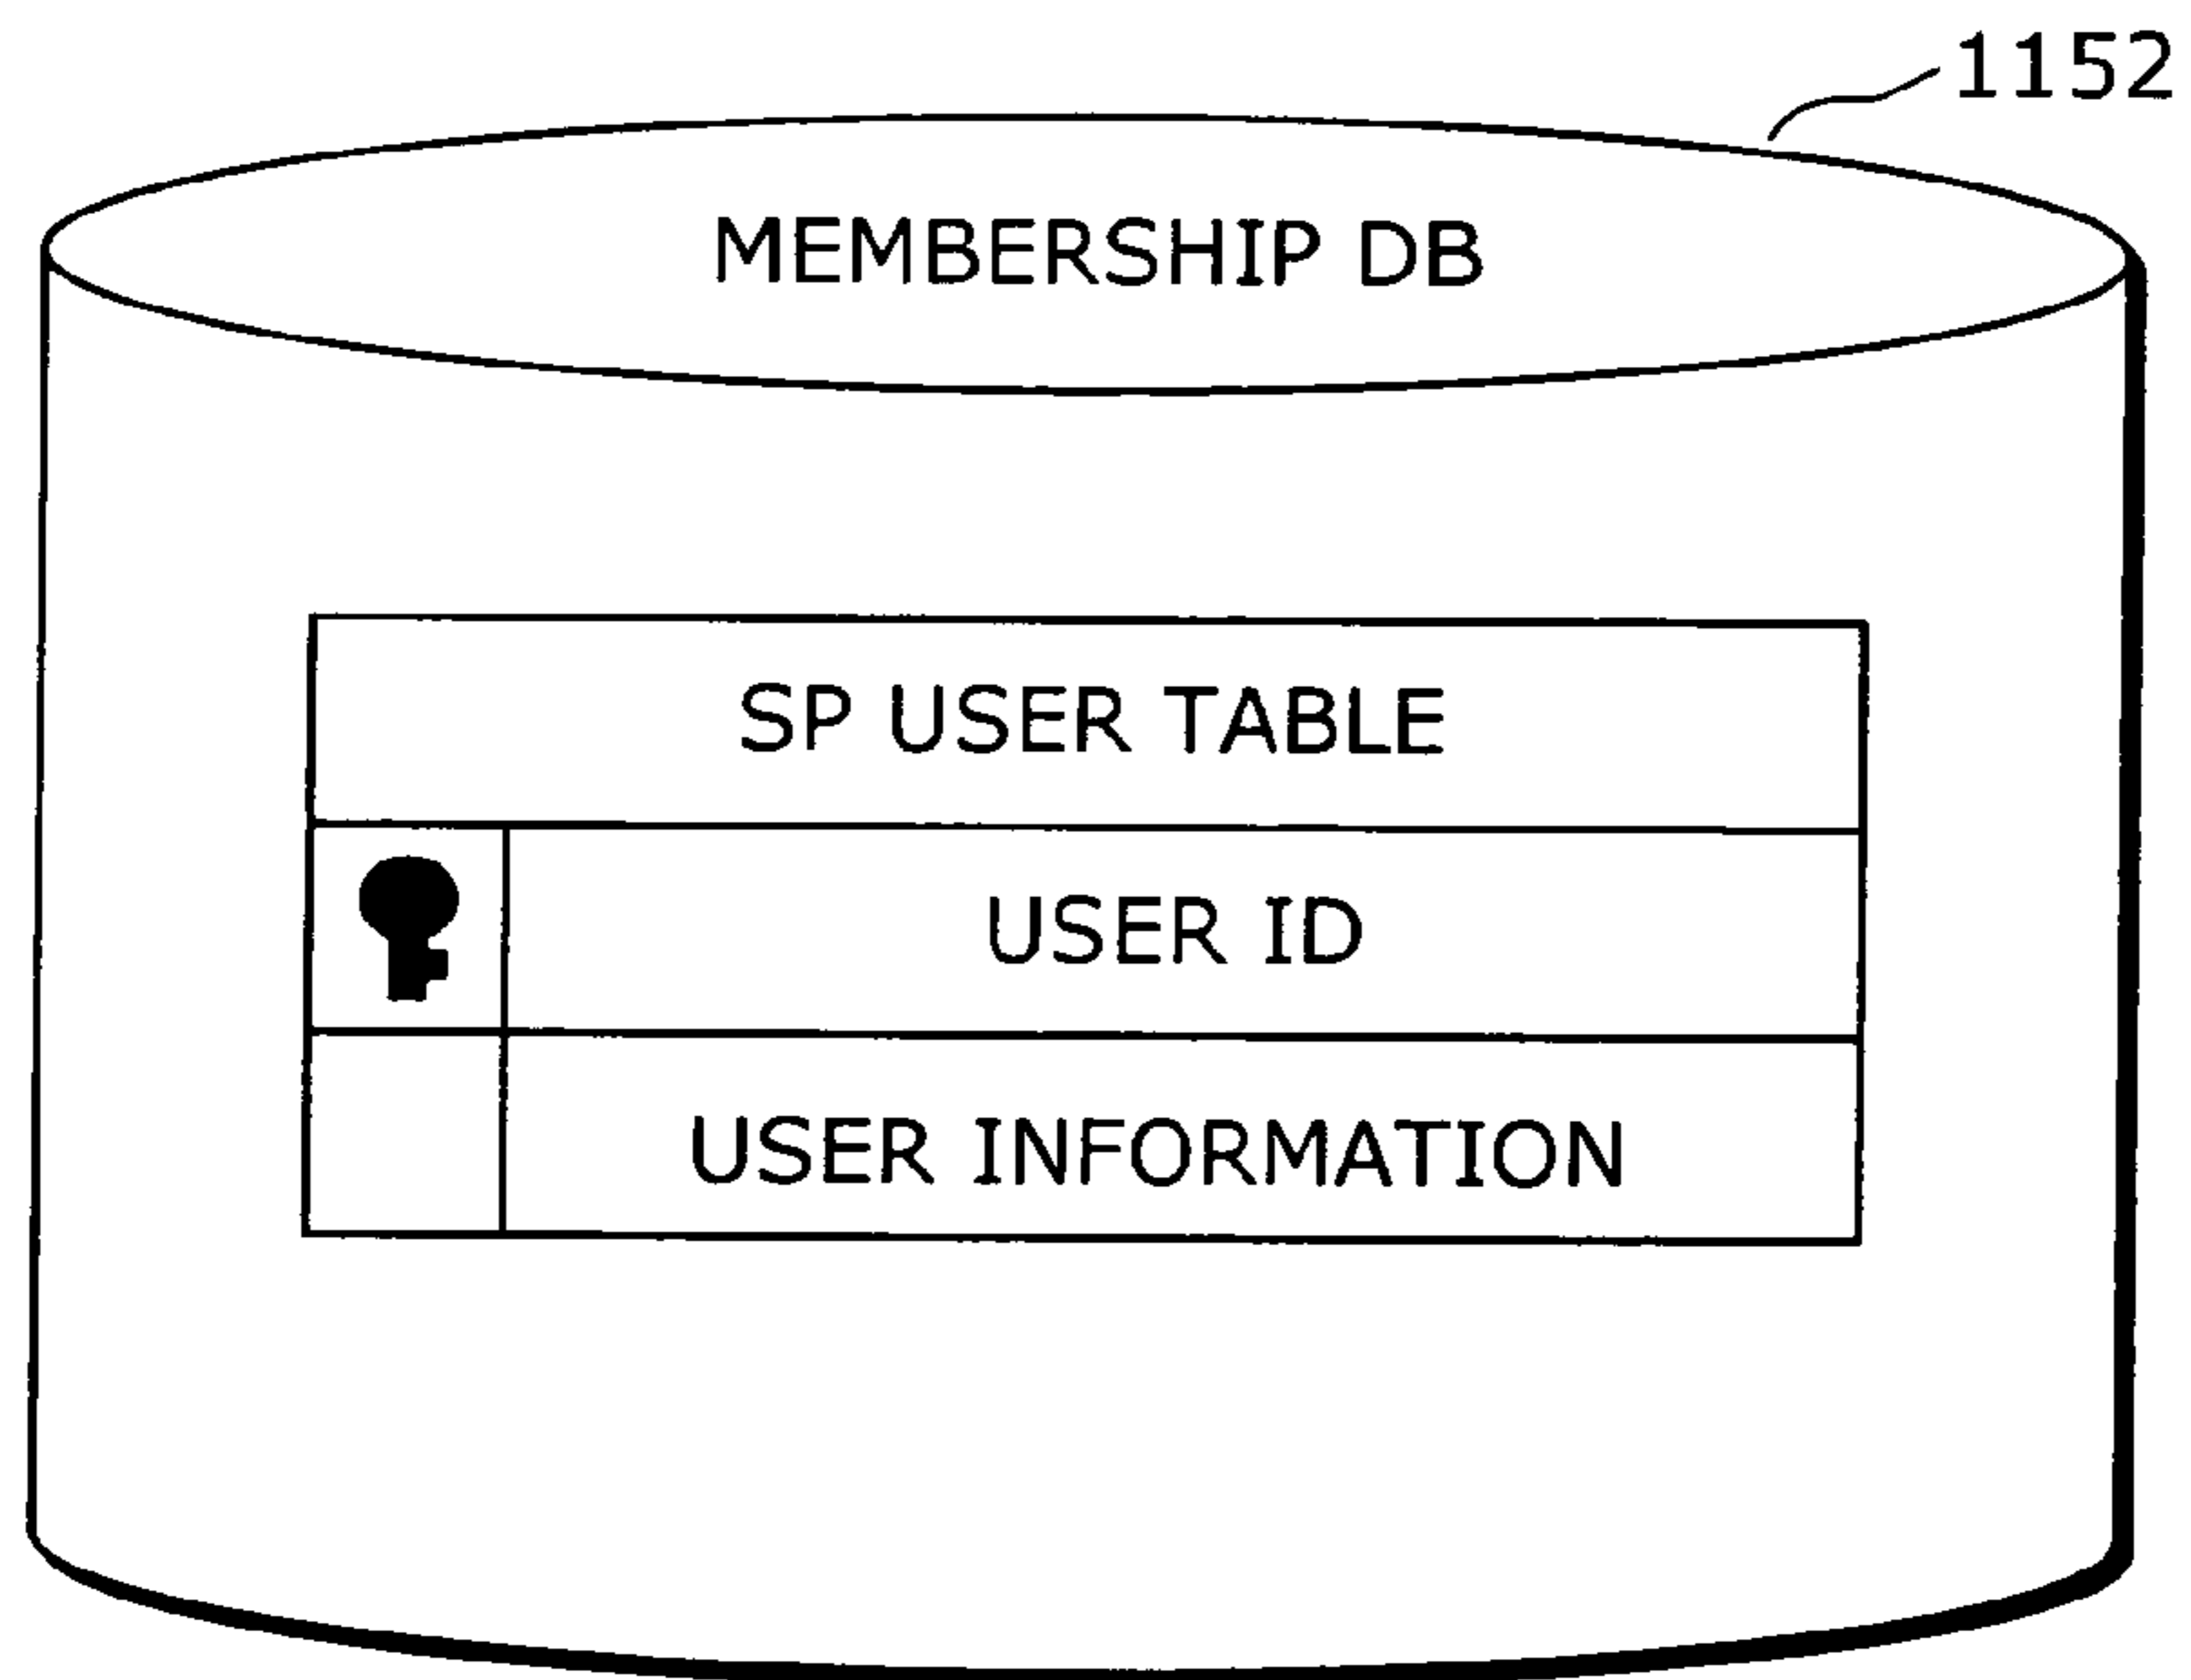 1152
MEMBERSHIP DB
SP USER TABLE
USER ID
USER INFORMATION